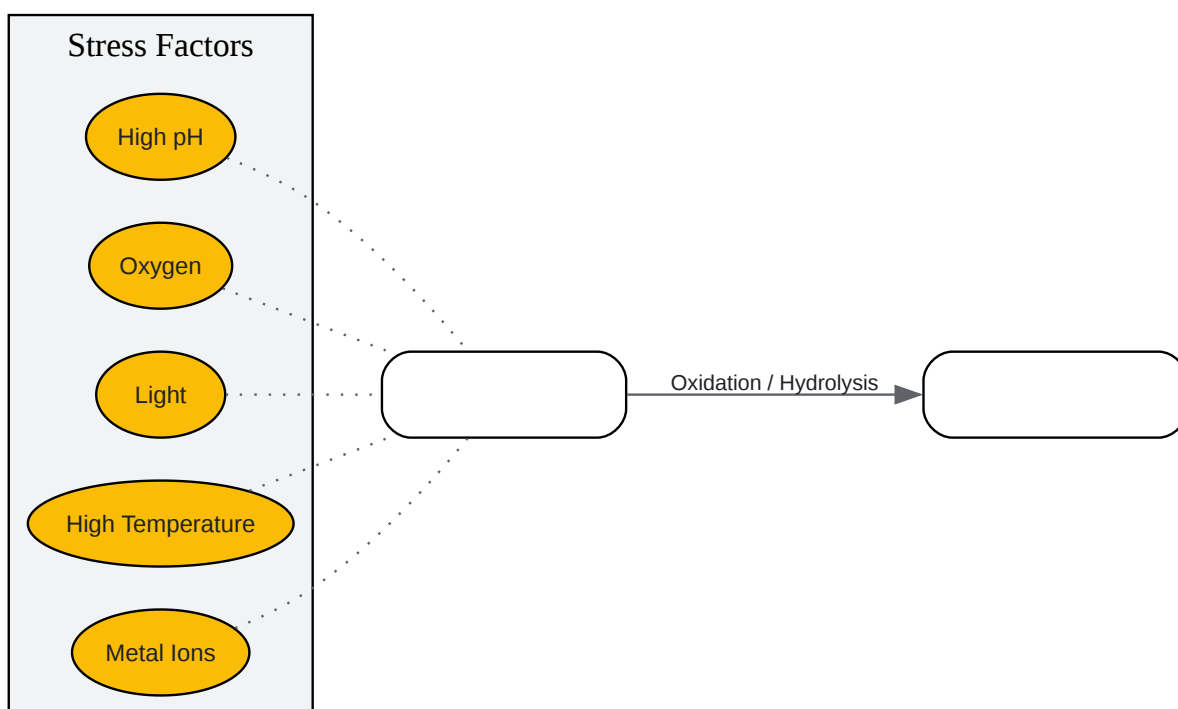 Stress Factors
High pH
Oxygen
Light
Oxidation / Hydrolysis
High Temperature
Metal Ions